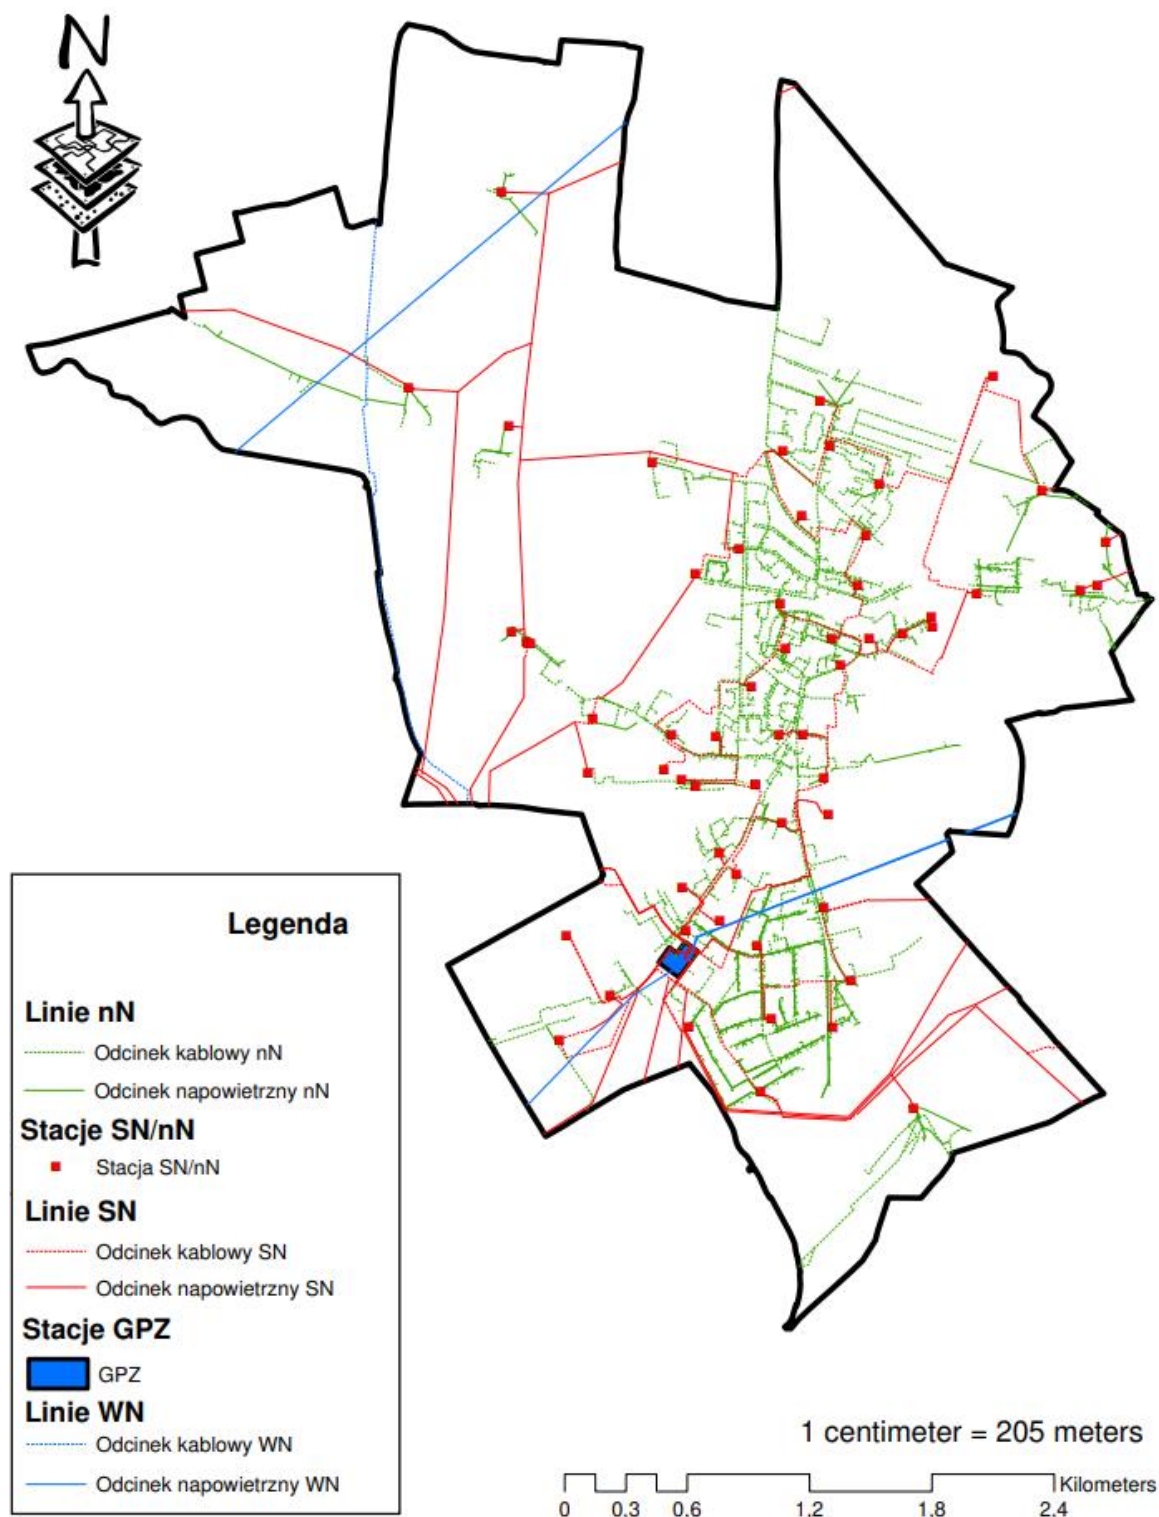 N
Legenda
Linie nN
Odcinek kablowy nN
Odcinek napowietrzny nN
Stacje SN/nN
Stacja SN/nN
Linie SN
Odcinek kablowy SN
Odcinek napowietrzny SN
Stacje GPZ
GPZ
Linie WN
Odcinek kablowy WN
Odcinek napowietrzny WN
1 centimeter = 205 meters
Kilometers
0 0.3 0.6 1.2 1.8 2.4